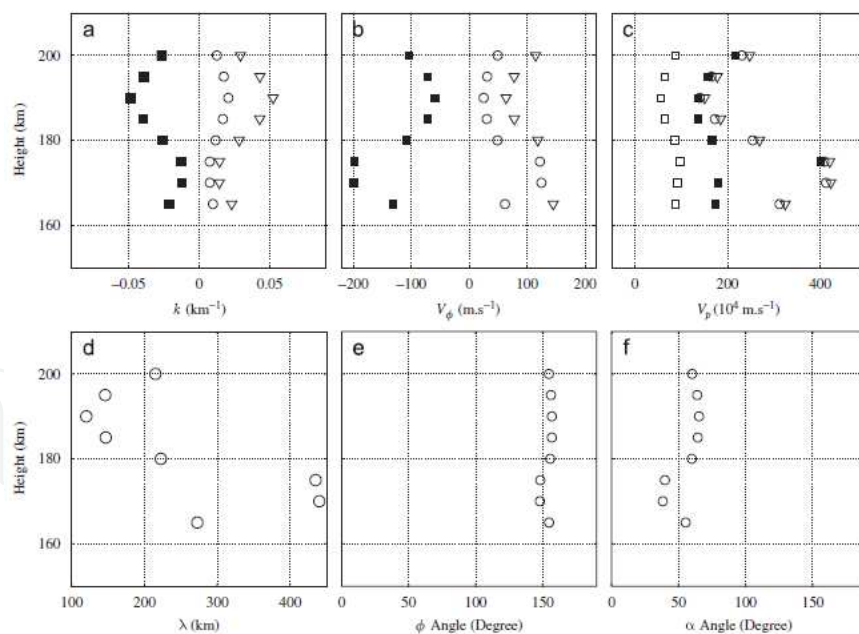 a
b
c
200
180
160
Height (km)
−0.05
0
0.05
k (km⁻¹)
−200
−100
0
100
200
V_ϕ (m.s⁻¹)
0
200
400
V_p (10⁴ m.s⁻¹)
d
e
f
200
180
160
Height (km)
100
200
300
400
λ (km)
0
50
100
150
ϕ Angle (Degree)
0
50
100
150
α Angle (Degree)